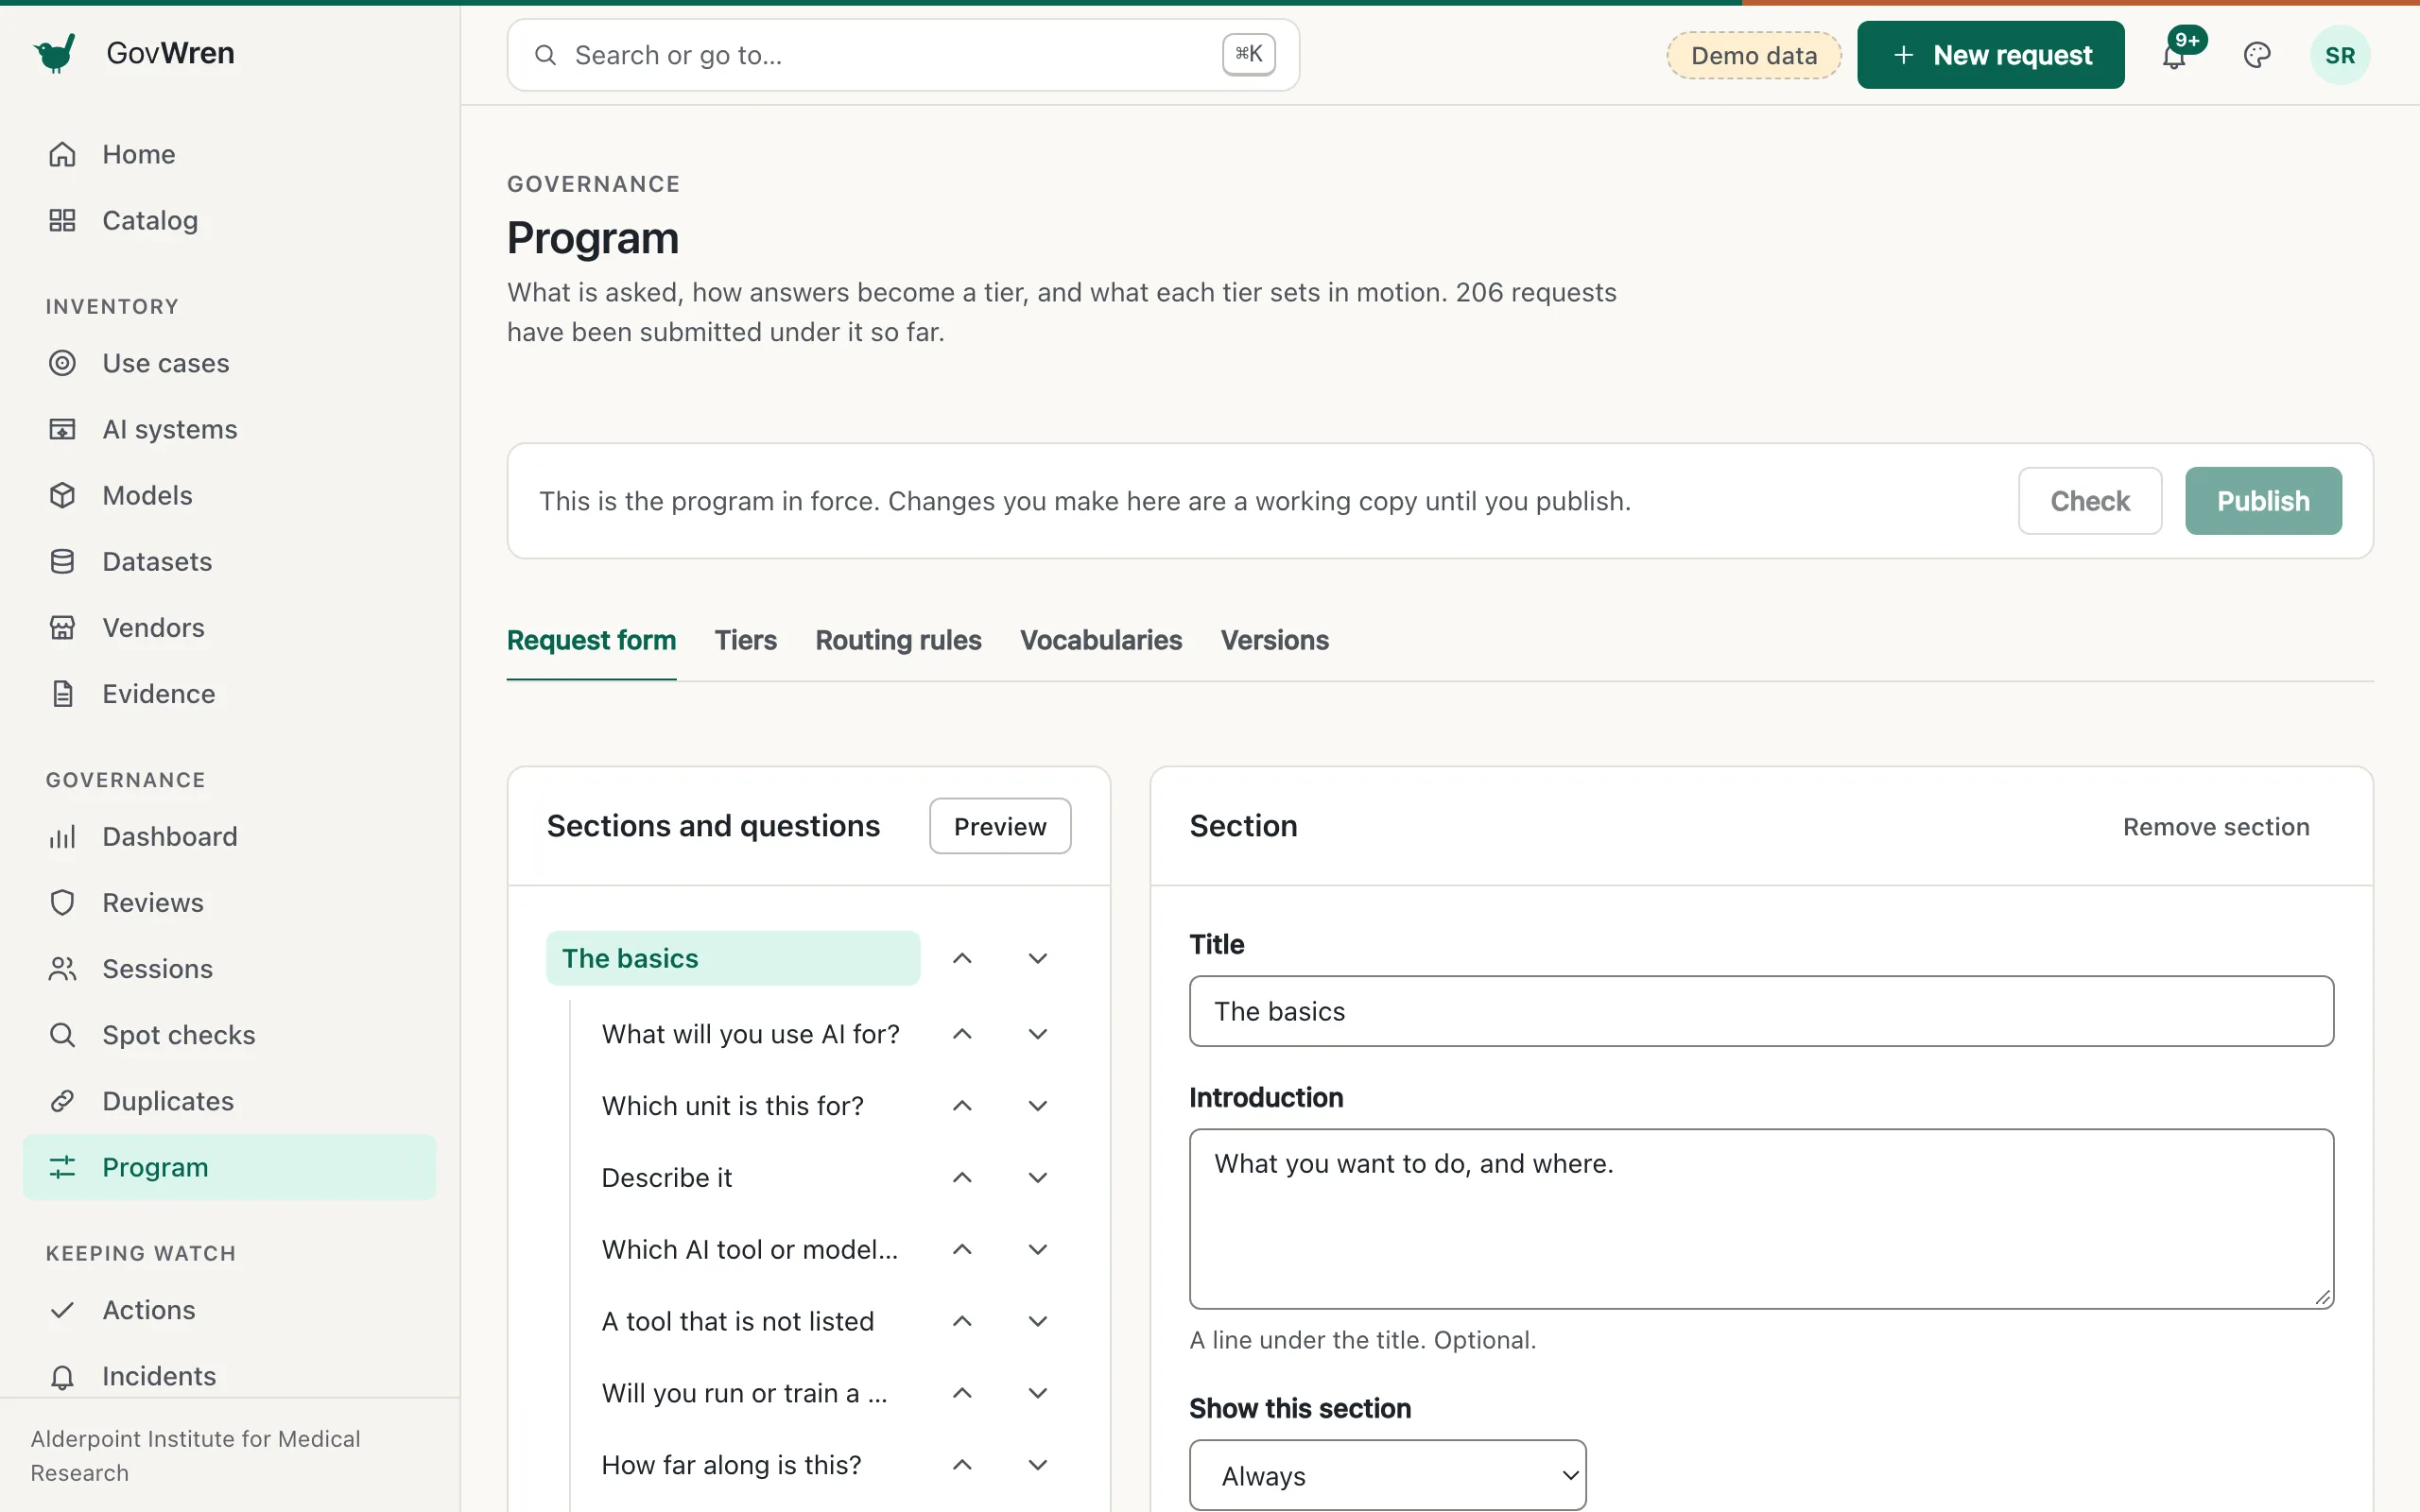 GovWren
Search or go to...
⌘K
Demo data
+ New request
9+
SR
Home
Catalog
INVENTORY
Use cases
AI systems
Models
Datasets
Vendors
Evidence
GOVERNANCE
Dashboard
Reviews
Sessions
Spot checks
Duplicates
Program
KEEPING WATCH
Actions
Incidents
Alderpoint Institute for Medical
Research
GOVERNANCE
Program
What is asked, how answers become a tier, and what each tier sets in motion. 206 requests
have been submitted under it so far.
This is the program in force. Changes you make here are a working copy until you publish.
Check
Publish
Request form
Tiers
Routing rules
Vocabularies
Versions
Sections and questions
Preview
The basics
What will you use AI for?
Which unit is this for?
Describe it
Which AI tool or model...
A tool that is not listed
Will you run or train a ...
How far along is this?
Section
Remove section
Title
The basics
Introduction
What you want to do, and where.
A line under the title. Optional.
Show this section
Always